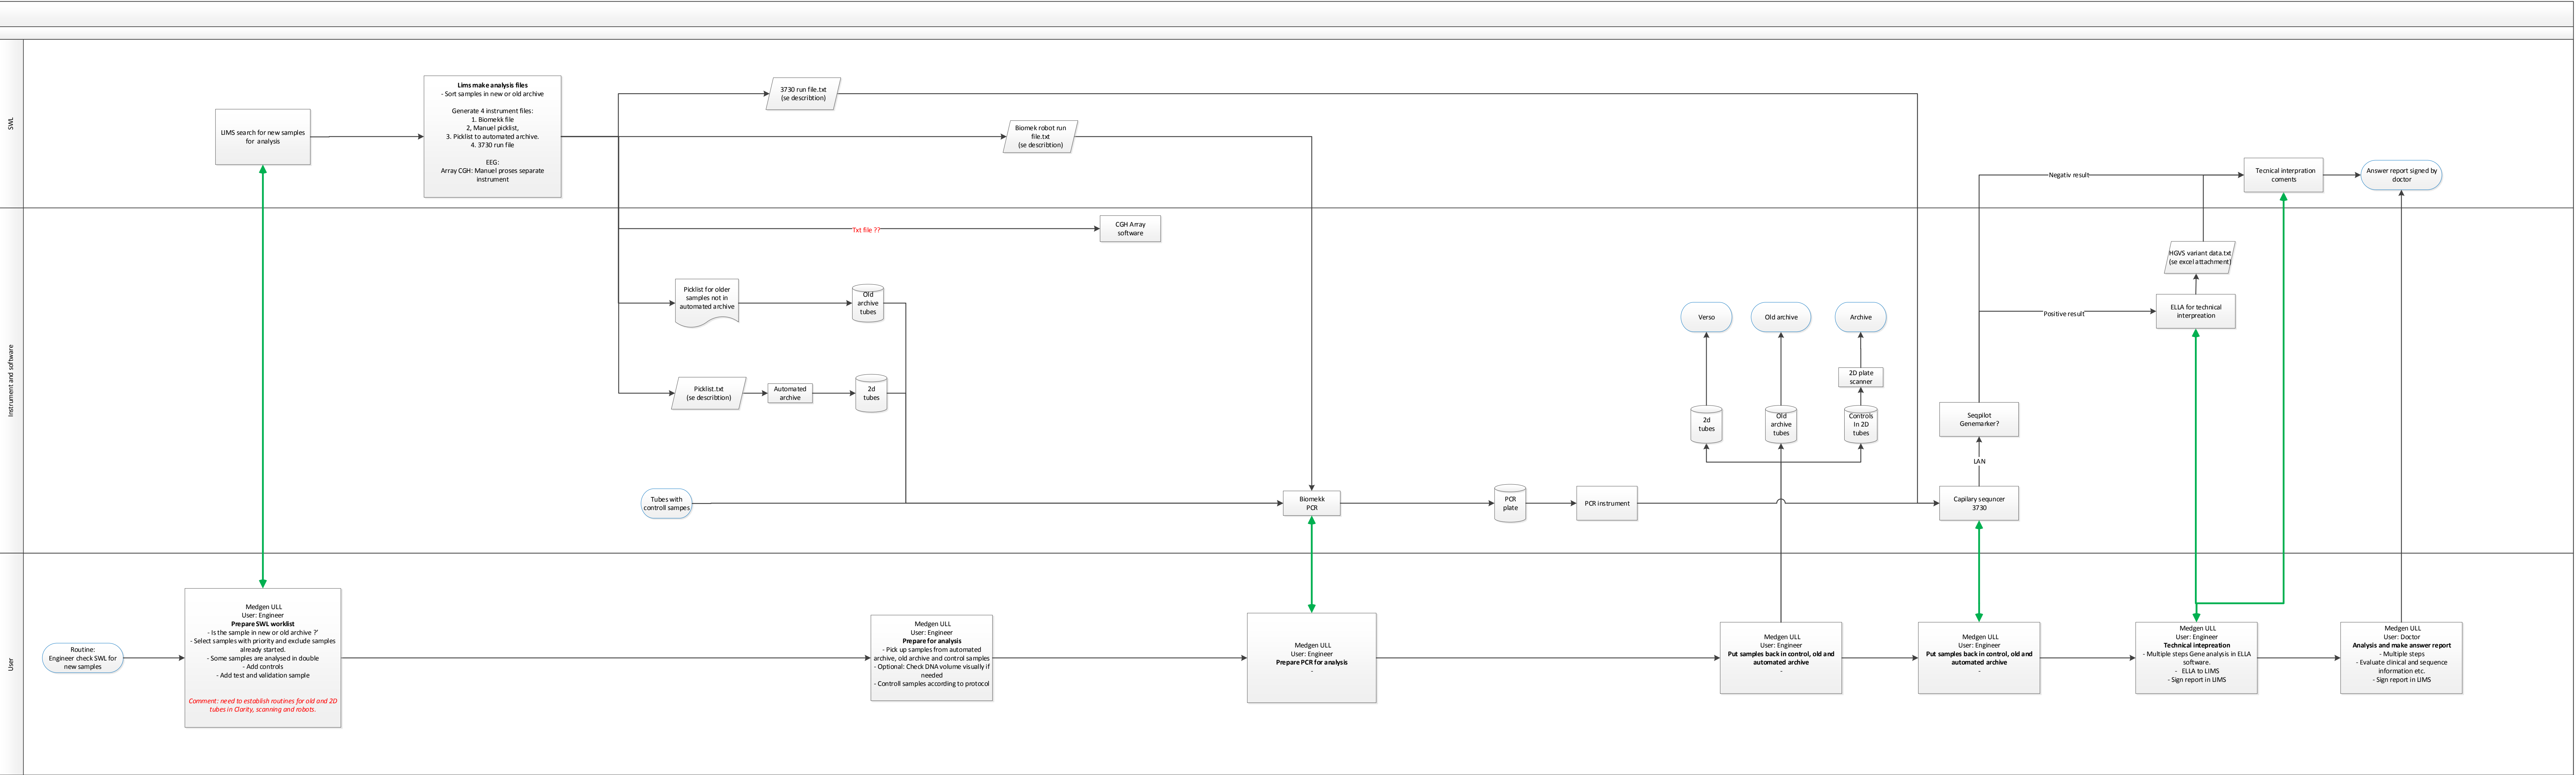 SWL
LIMS search for new samples
for analysis
Lims make analysis files
- Sort samples in new or old archive
Generate 4 instrument files:
1. Biomekk file
2, Manuel picklist,
3. Picklist to automated archive.
4. 3730 run file
EEG:
Array CGH: Manuel proses separate
instrument
3730 run file.txt
(se describtion)
Biomek robot run
file.txt
(se describtion)
Negativ result
Tecnical interpration
coments
Answer report signed by
doctor
Instrument and software
Txt file ??
CGH Array
software
Picklist for older
samples not in
automated archive
Old
archive
tubes
Picklist.txt
(se describtion)
Automated
archive
2d
tubes
Tubes with
controll sampes
Biomekk
PCR
PCR
plate
PCR instrument
Verso
Old archive
Archive
2D plate
scanner
2d
tubes
Old
archive
tubes
Controls
In 2D
tubes
HGVS variant data.txt
(se excel attachment)
Positive result
ELLA for technical
interpreation
Seqpilot
Genemarker?
LAN
Capilary sequncer
3730
User
Routine:
Engineer check SWL for
new samples
Medgen ULL
User: Engineer
Prepare SWL worklist
- Is the sample in new or old archive ?'
- Select samples with priority and exclude samples
already started.
- Some samples are analysed in double
- Add controls
- Add test and validation sample
Comment: need to establish routines for old and 2D
tubes in Clarity, scanning and robots.
Medgen ULL
User: Engineer
Prepare for analysis
- Pick up samples from automated
archive, old archive and control samples
- Optional: Check DNA volume visually if
needed
- Controll samples according to protocol
Medgen ULL
User: Engineer
Prepare PCR for analysis
-
Medgen ULL
User: Engineer
Put samples back in control, old and
automated archive
-
Medgen ULL
User: Engineer
Put samples back in control, old and
automated archive
-
Medgen ULL
User: Engineer
Technical intepreation
- Multiple steps Gene analysis in ELLA
software.
- ELLA to LIMS
- Sign report in LIMS
Medgen ULL
User: Doctor
Analysis and make answer report
- Multiple steps
- Evaluate clinical and sequence
information etc.
- Sign report in LIMS